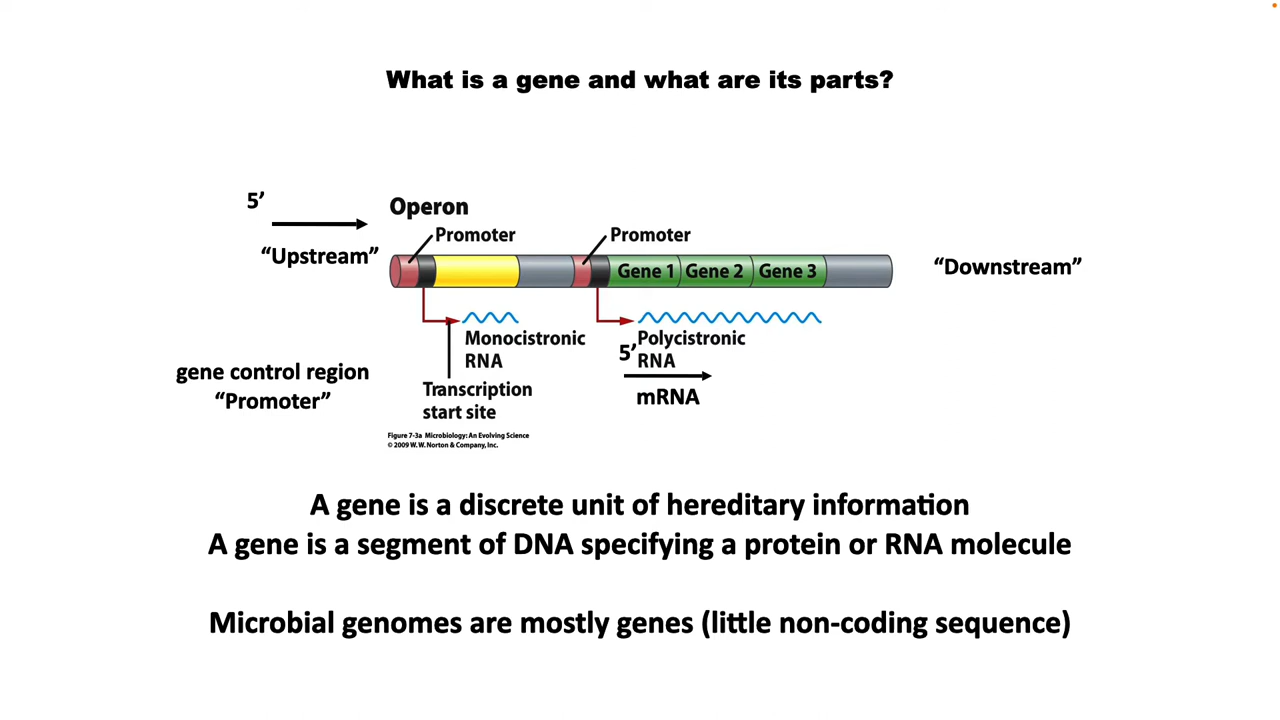 What is a gene and what are its parts?
5’
Operon
Promoter
Promoter
“Upstream”
Gene 1 Gene 2 Gene 3
“Downstream”
Monocistronic
RNA
Polycistronic
RNA
5’
gene control region
“Promoter”
mRNA
Transcription
start site
Figure 7-3a Microbiology: An Evolving Science
© 2009 W. W. Norton & Company, Inc.
A gene is a discrete unit of hereditary information
A gene is a segment of DNA specifying a protein or RNA molecule
Microbial genomes are mostly genes (little non-coding sequence)